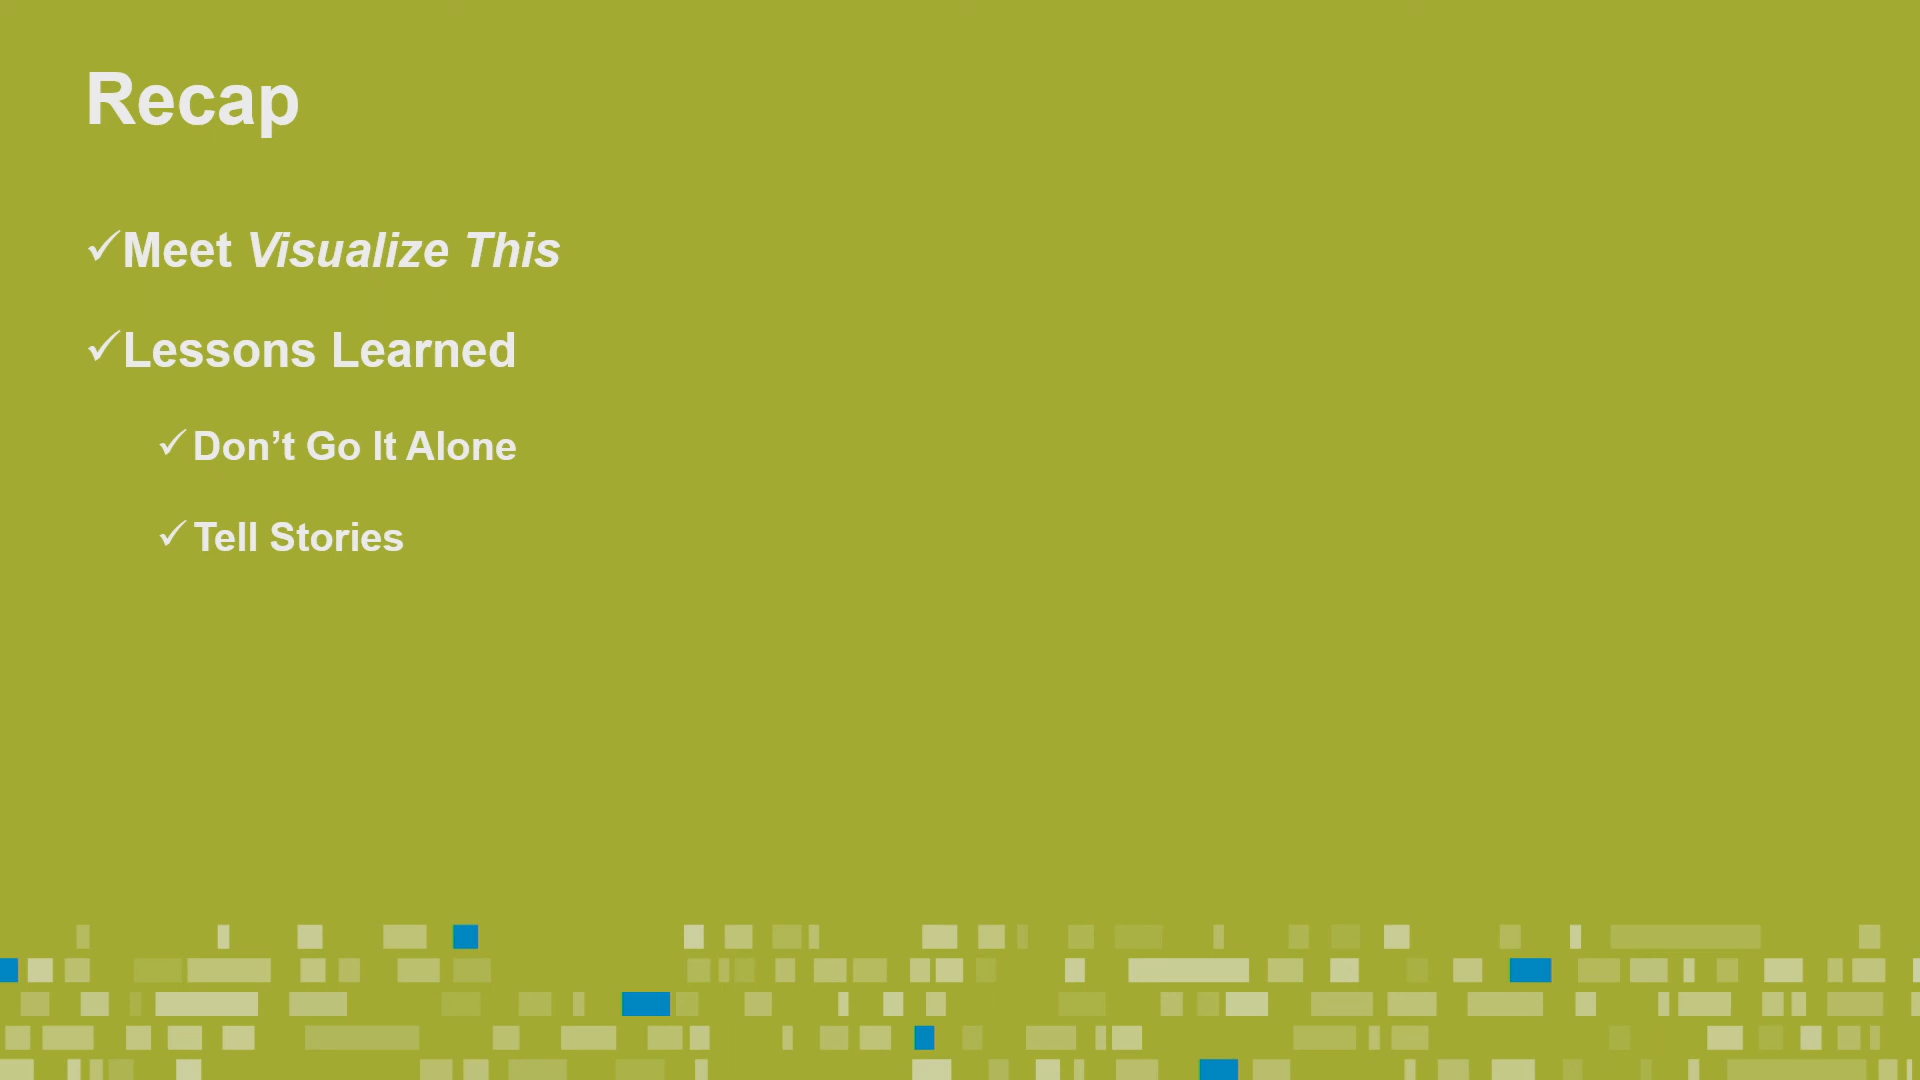 Recap
✓Meet Visualize This
✓Lessons Learned
✓Don’t Go It Alone
✓Tell Stories